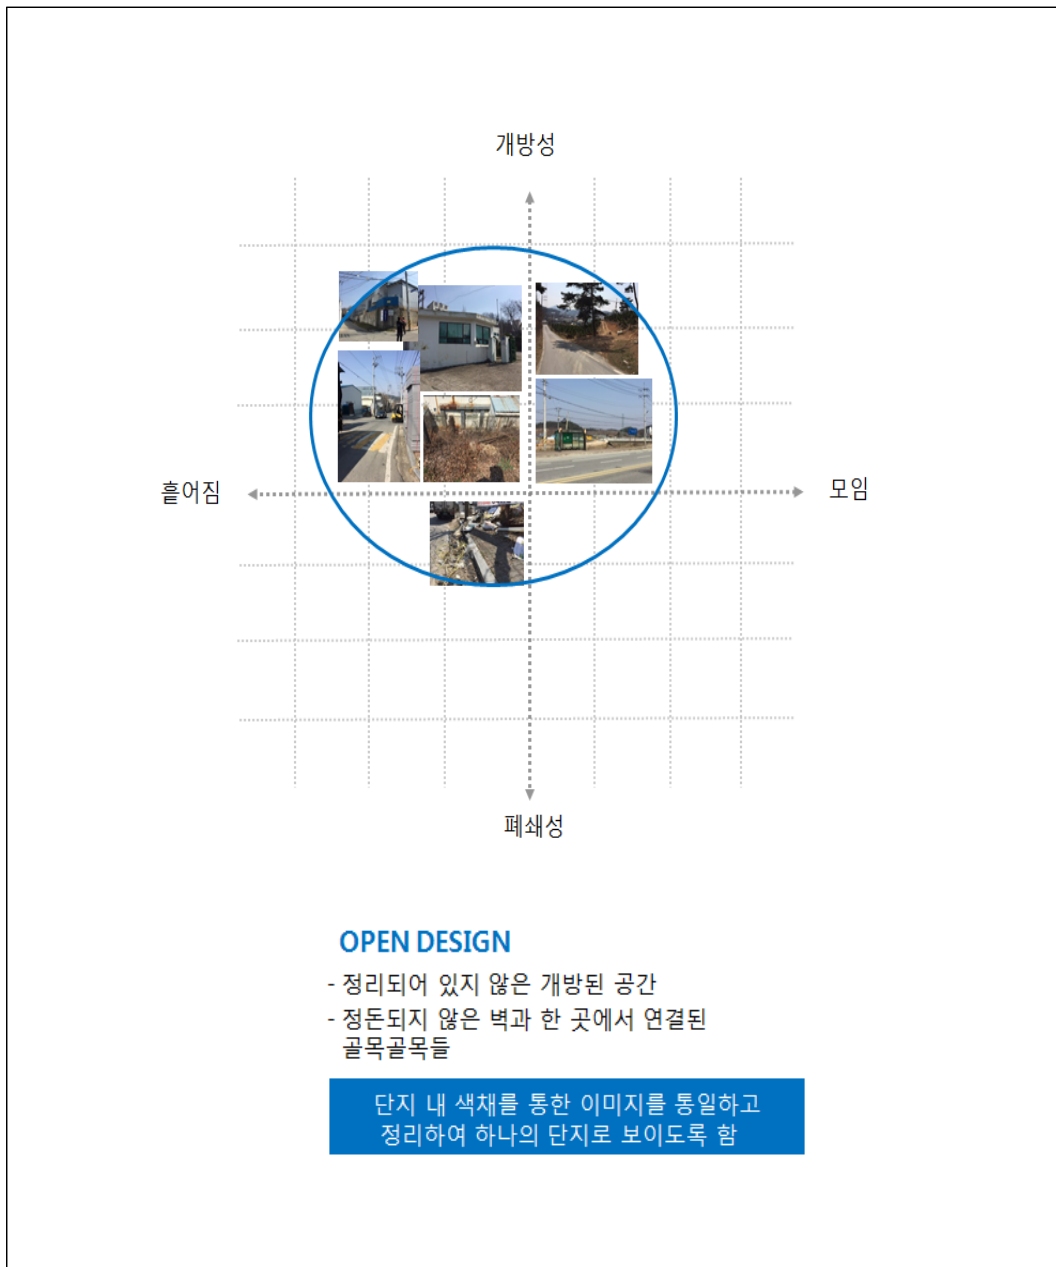 개방성
흩어짐
모임
폐쇄성
OPEN DESIGN
- 정리되어 있지 않은 개방된 공간
- 정돈되지 않은 벽과 한 곳에서 연결된
골목골목들
단지 내 색채를 통한 이미지를 통일하고
정리하여 하나의 단지로 보이도록 함